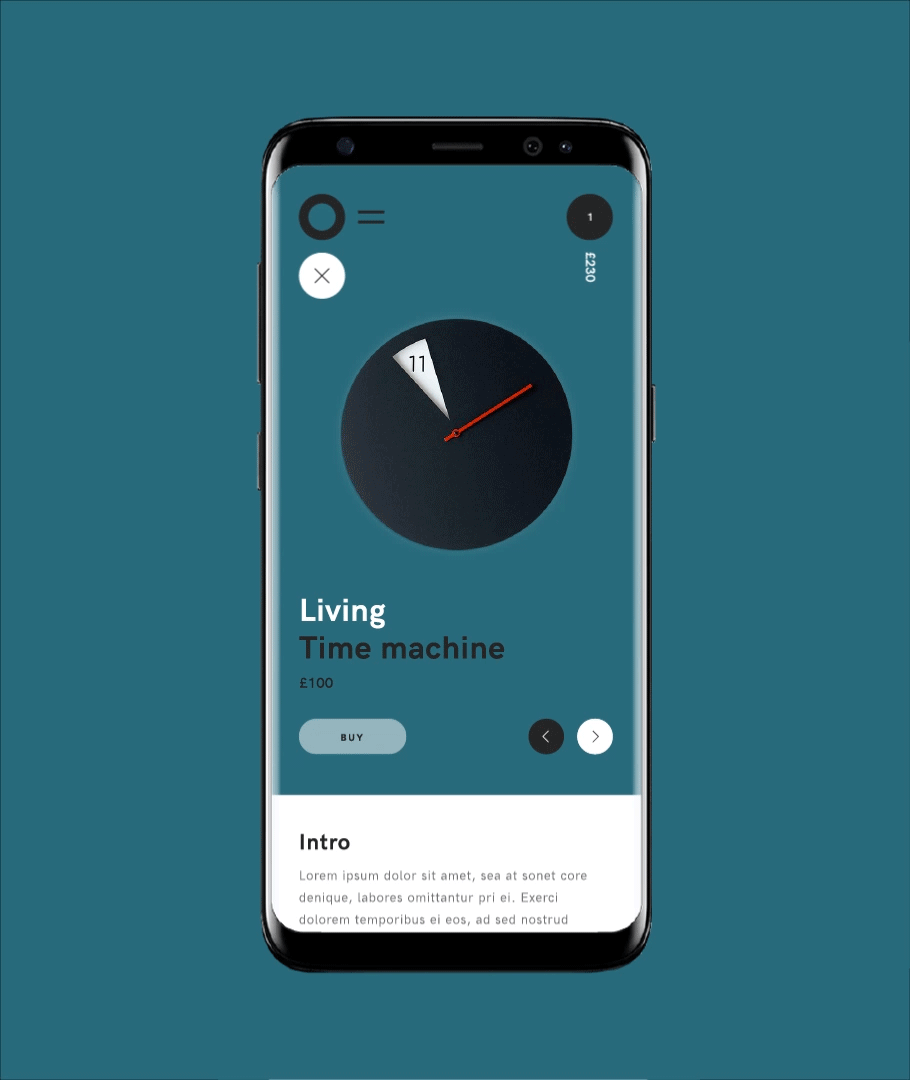 1
£230
11
Living
Time machine
£100
BUY
Intro
Lorem ipsum dolor sit amet, sea at sonet core
denique, labores omittantur pri ei. Exerci
dolorem temporibus ei eos, ad sed nostrud